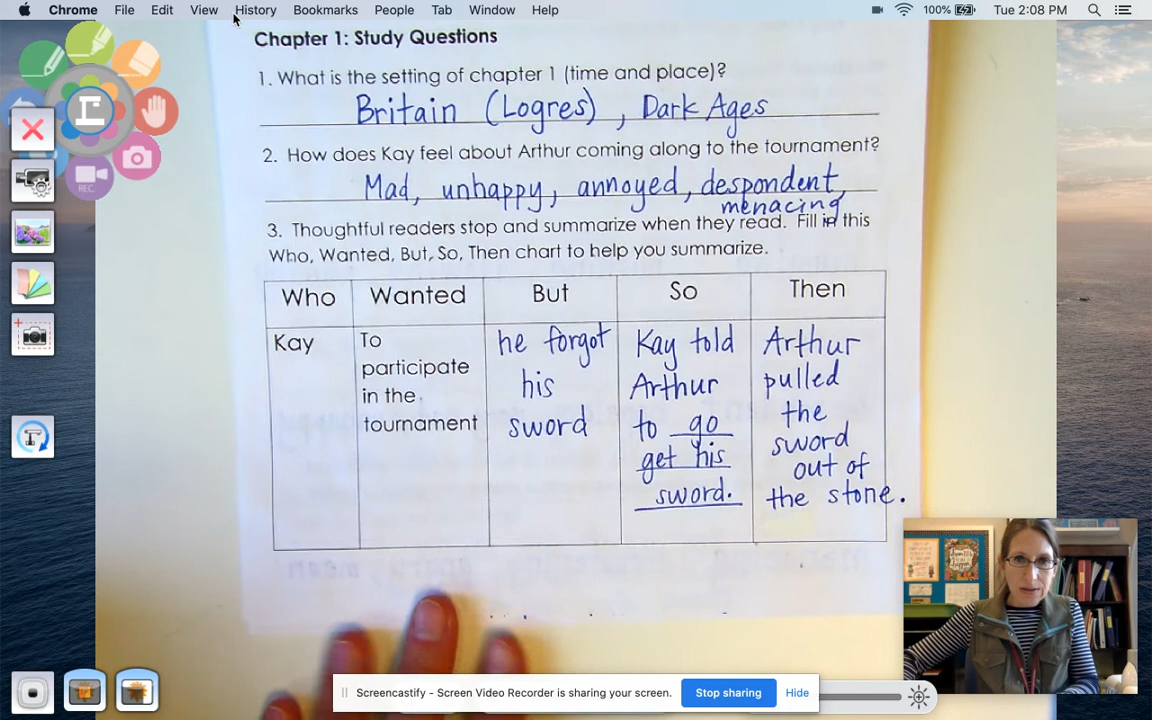 Chrome File Edit View History Bookmarks People Tab Window Help 100% Tue 2:08 PM
Chapter 1: Study Questions
1. What is the setting of chapter 1 (time and place)?
Britain (Logres), Dark Ages
2. How does Kay feel about Arthur coming along to the tournament?
Mad, unhappy, annoyed, despondent,
menacing
3. Thoughtful readers stop and summarize when they read. Fill in this
Who, Wanted, But, So, Then chart to help you summarize.
Who Wanted But So Then
Kay
To
participate
in the
tournament
he forgot
his
sword
Kay told
Arthur
to go
get his
sword.
Arthur
pulled
the
sword
out of
the stone.
REC
Screencastify - Screen Video Recorder is sharing your screen. Stop sharing Hide